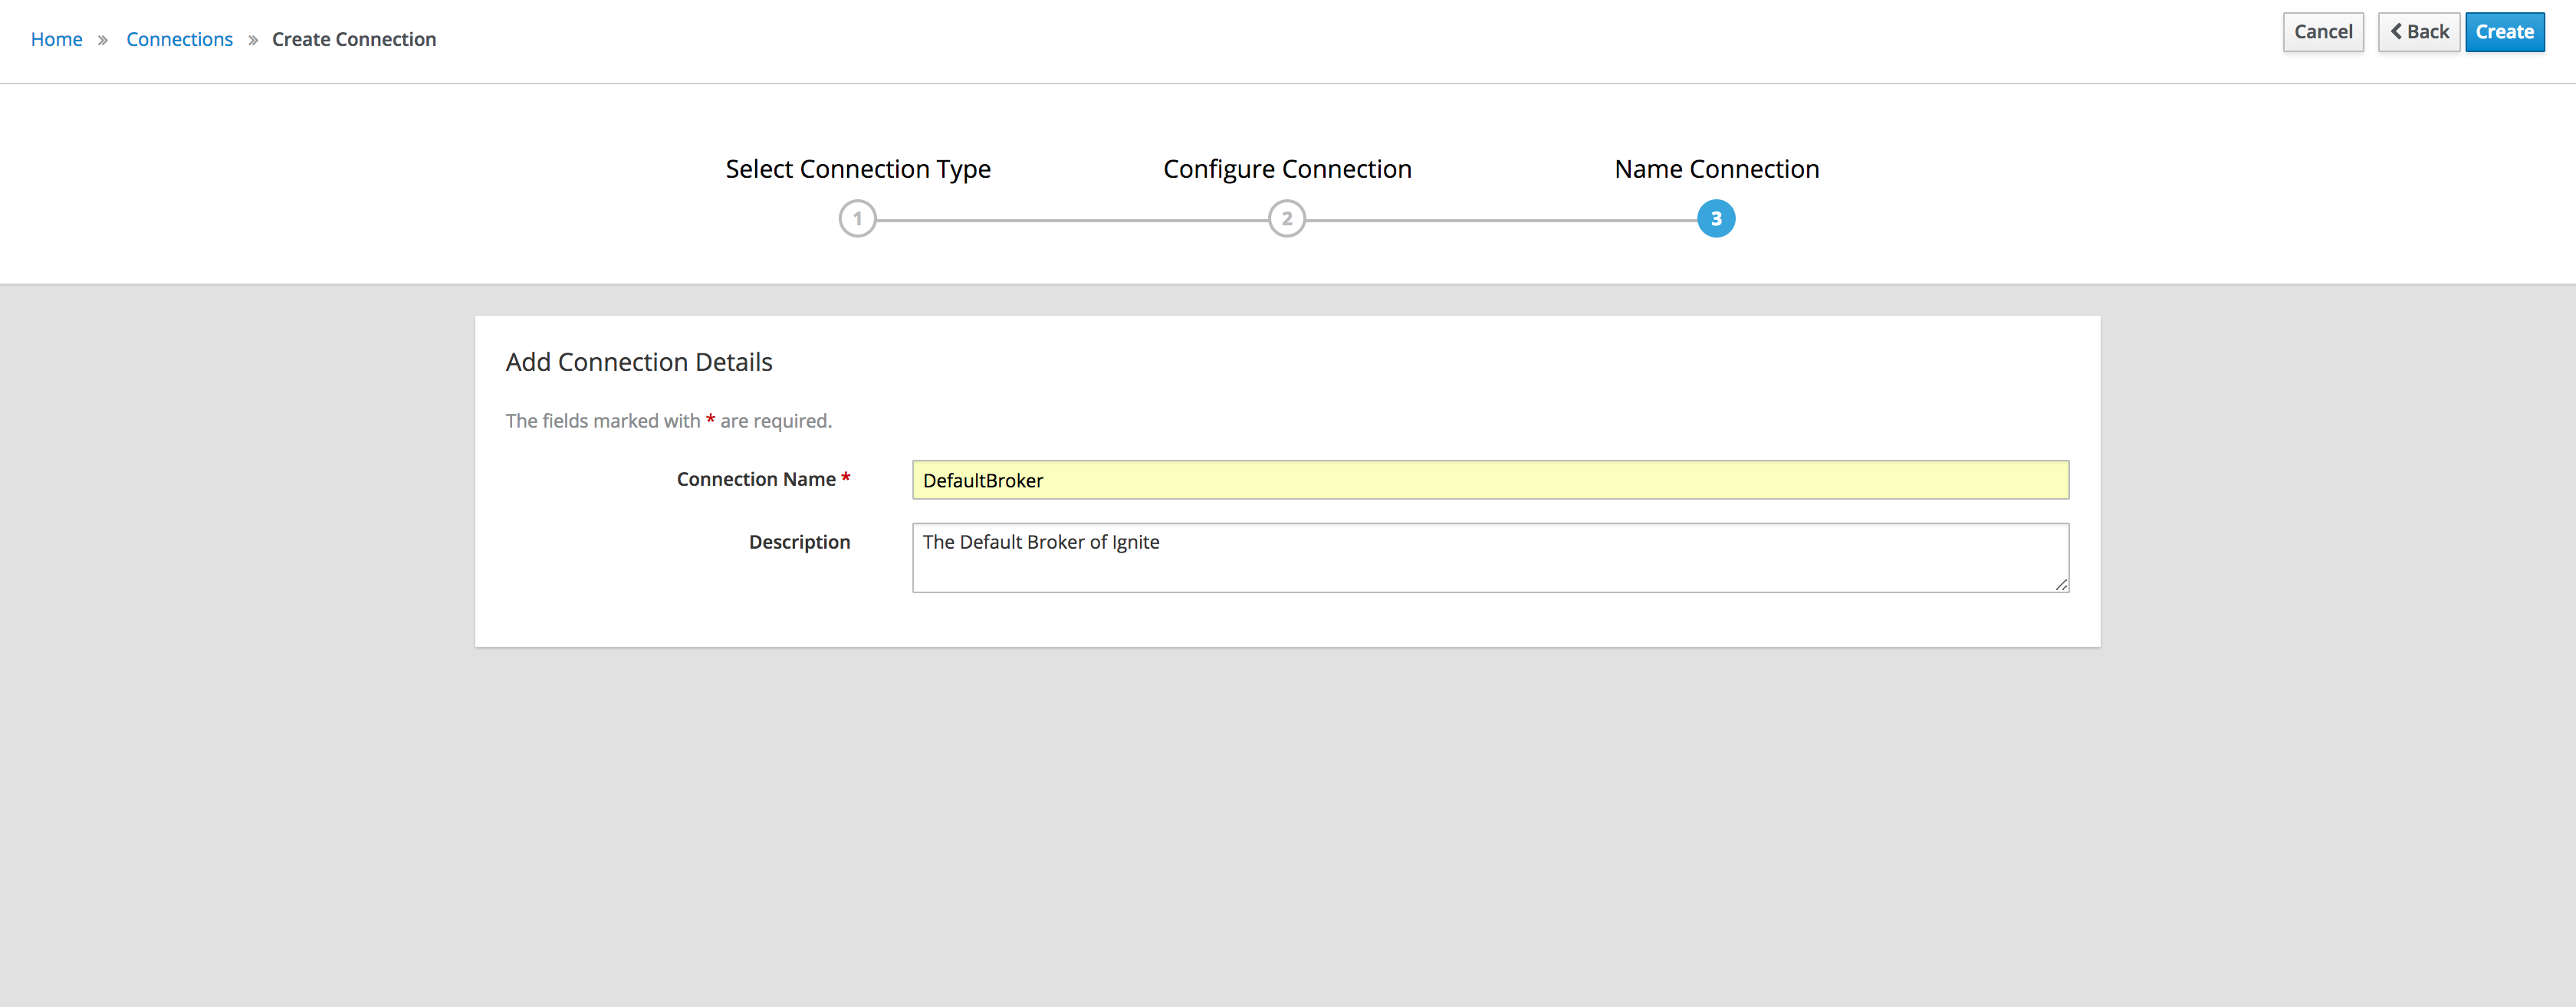 Home » Connections » Create Connection
Cancel Back Create
Select Connection Type Configure Connection Name Connection
1 2 3
Add Connection Details
The fields marked with * are required.
Connection Name * DefaultBroker
Description The Default Broker of Ignite